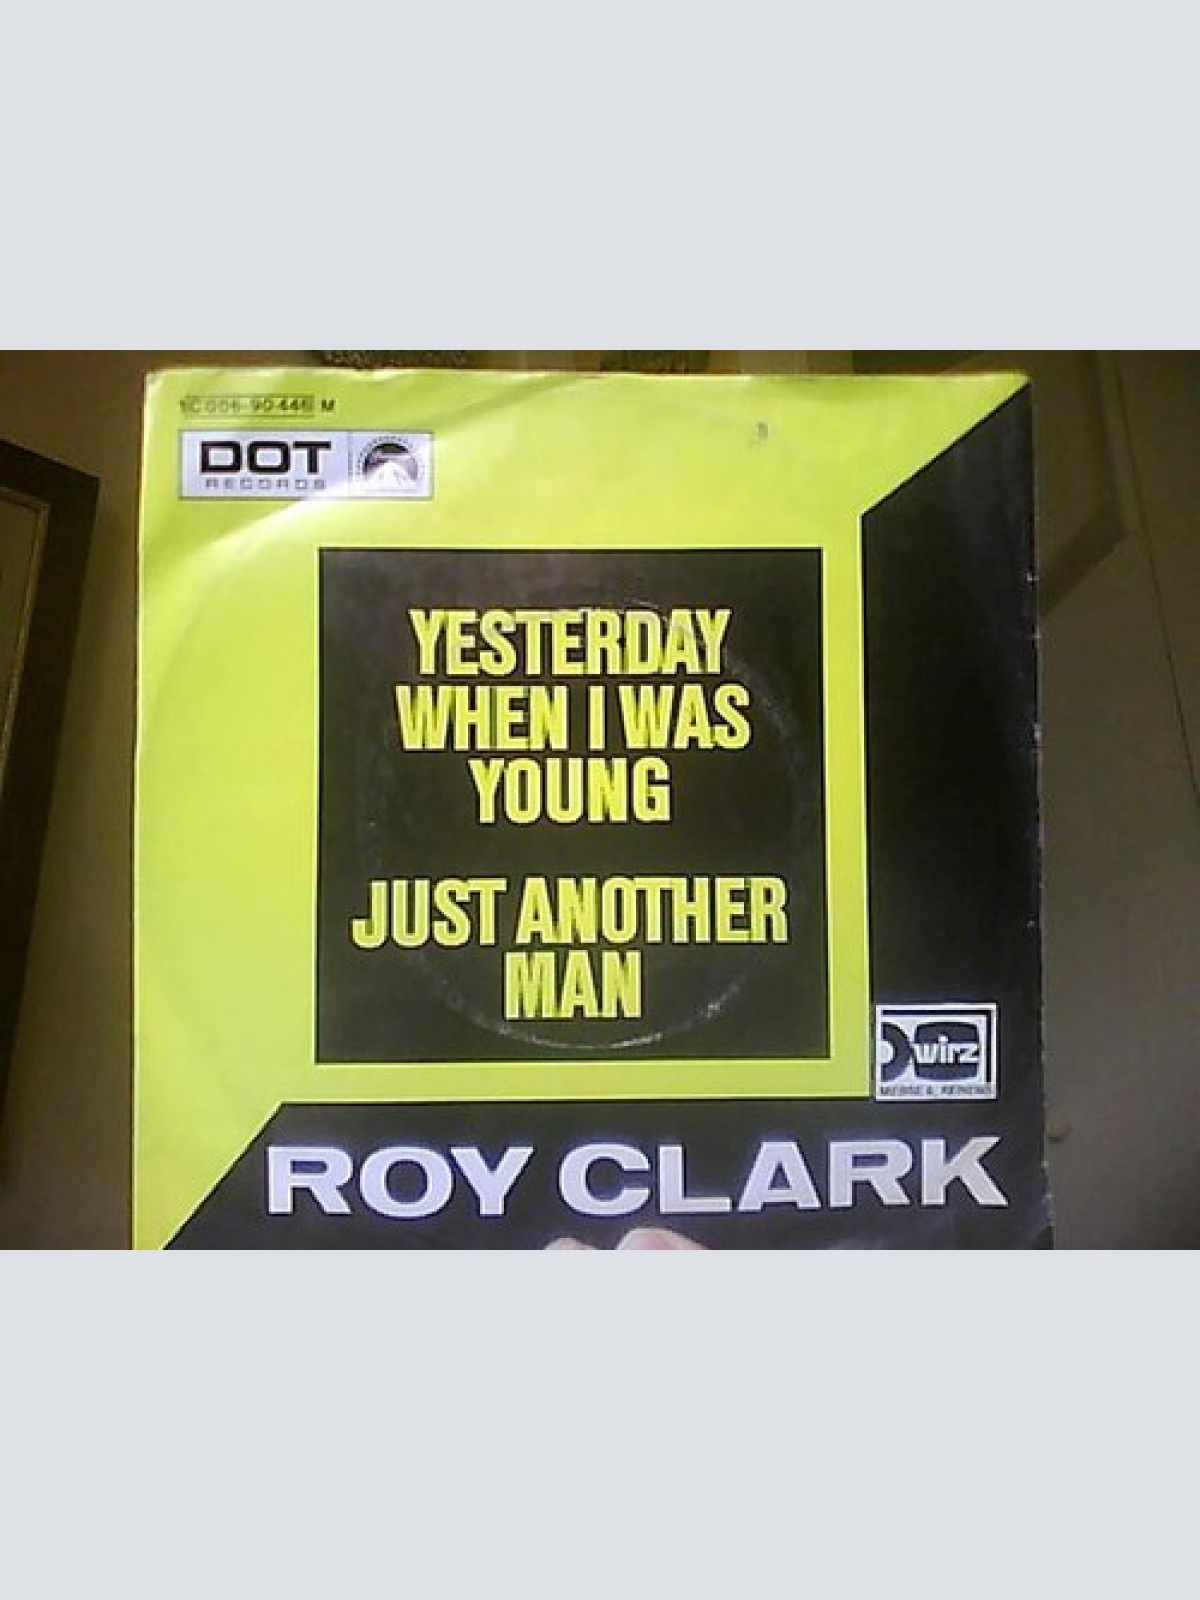 1C 006-90 446 M
DOT
RECORDS
YESTERDAY
WHEN I WAS
YOUNG
JUST ANOTHER
MAN
wirz
ROY CLARK